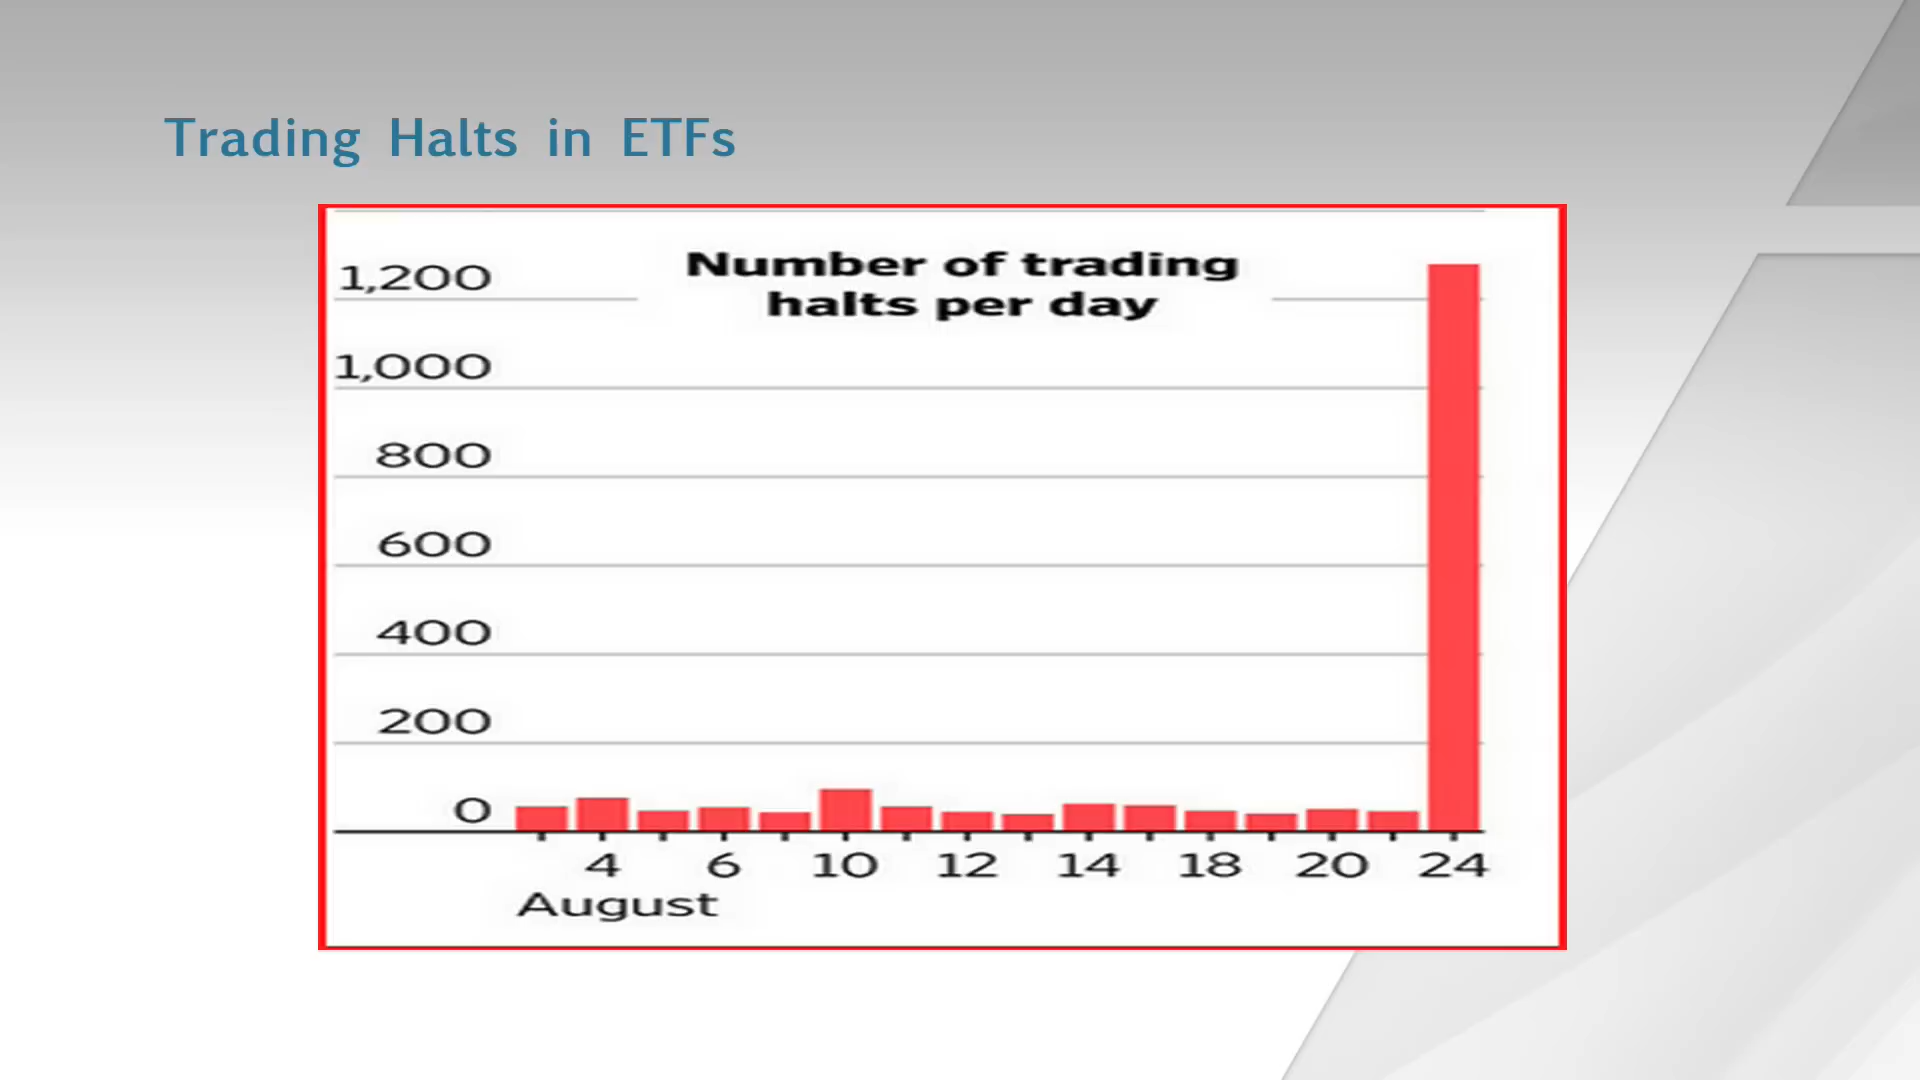 Trading Halts in ETFs
Number of trading
halts per day
1,200
1,000
800
600
400
200
0
4 6 10 12 14 18 20 24
August